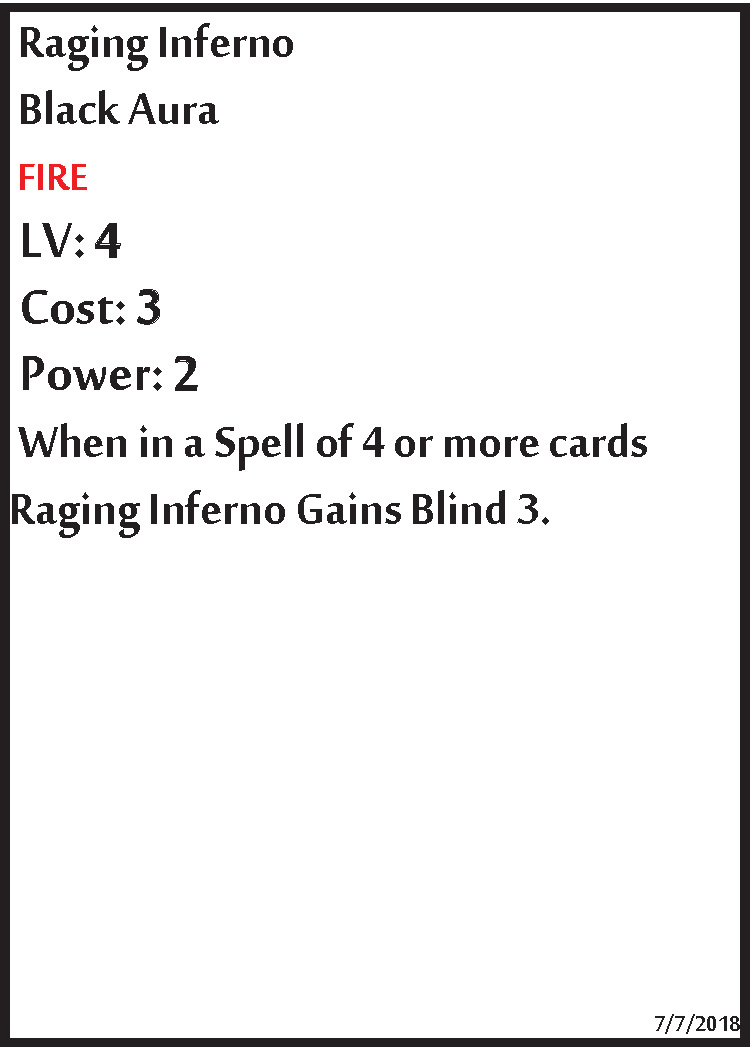 Raging Inferno
Black Aura
FIRE
LV: 4
Cost: 3
Power: 2
When in a Spell of 4 or more cards
Raging Inferno Gains Blind 3.
7/7/2018